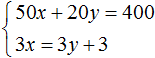 50x + 20y = 400
3x = 3y + 3